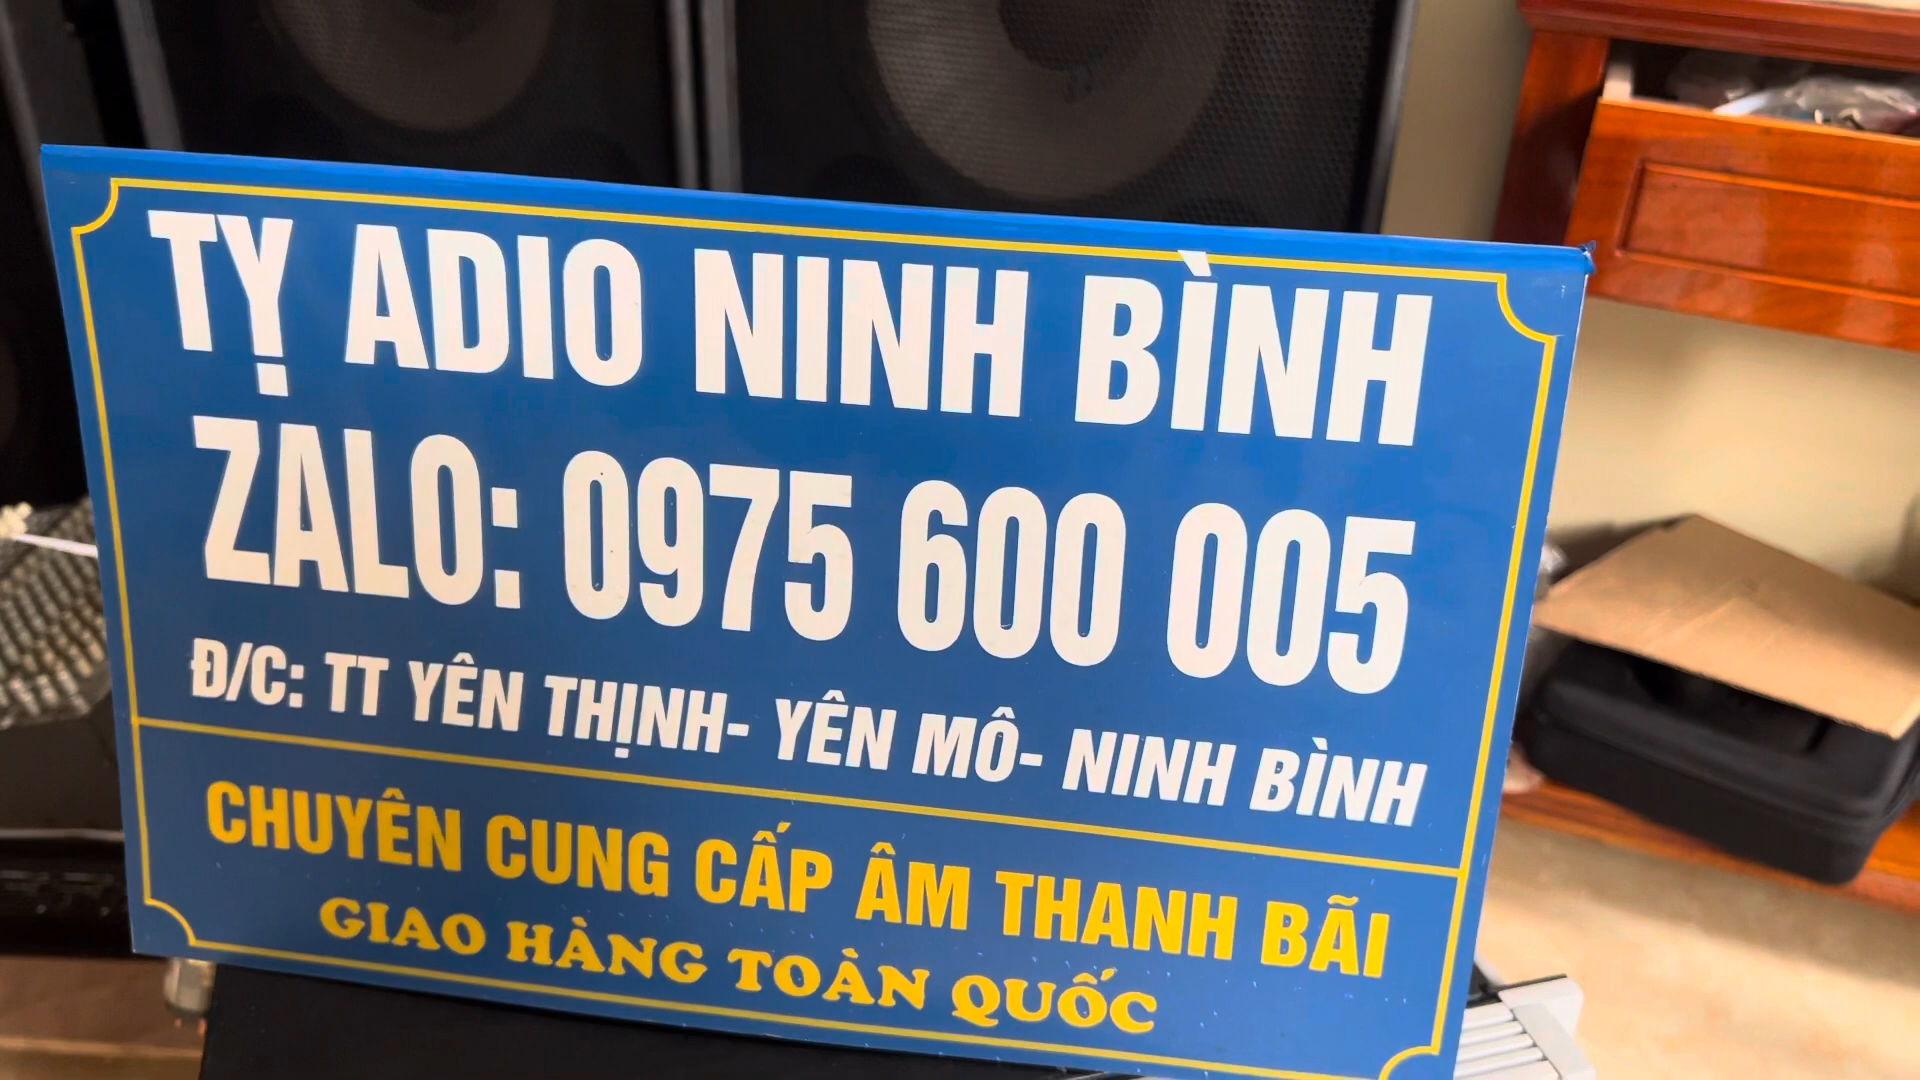 TỴ ADIO NINH BÌNH
ZALO: 0975 600 005
Đ/C: TT YÊN THỊNH- YÊN MÔ- NINH BÌNH
CHUYÊN CUNG CẤP ÂM THANH BÃI
GIAO HÀNG TOÀN QUỐC